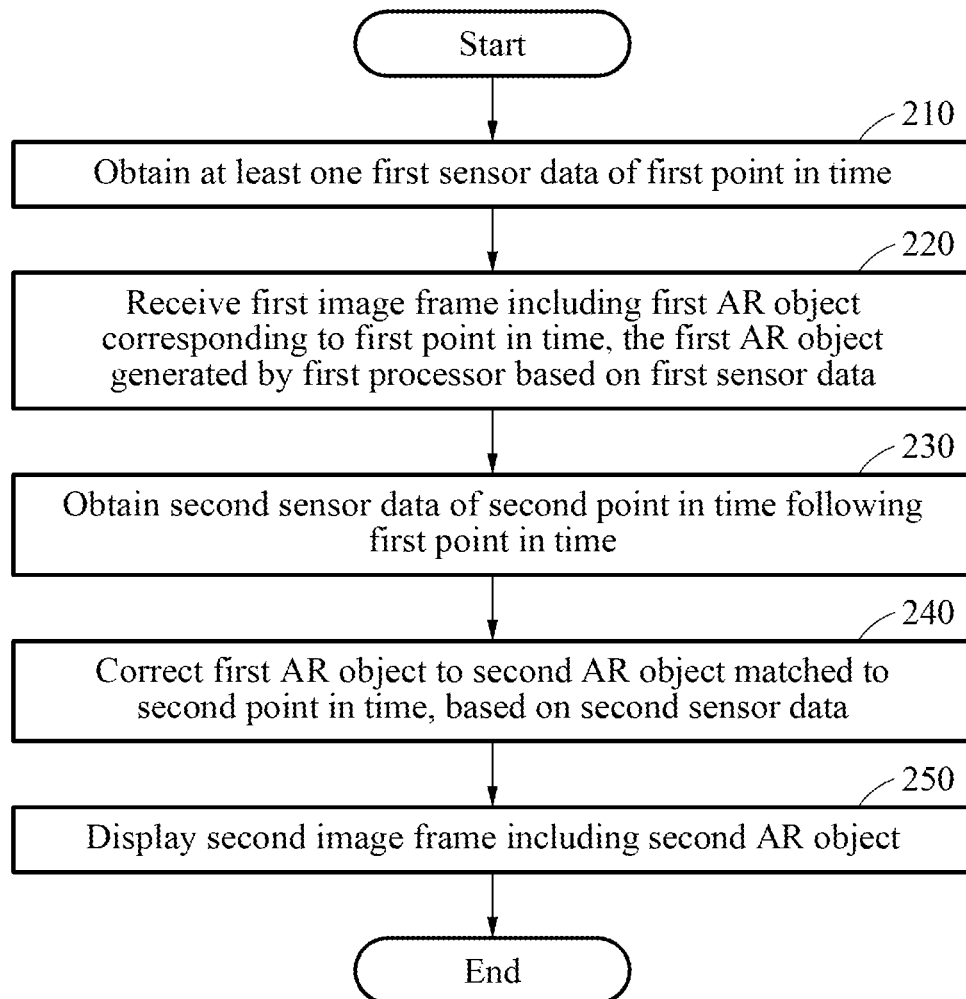 Start
210
Obtain at least one first sensor data of first point in time
220
Receive first image frame including first AR object
corresponding to first point in time, the first AR object
generated by first processor based on first sensor data
230
Obtain second sensor data of second point in time following
first point in time
240
Correct first AR object to second AR object matched to
second point in time, based on second sensor data
250
Display second image frame including second AR object
End